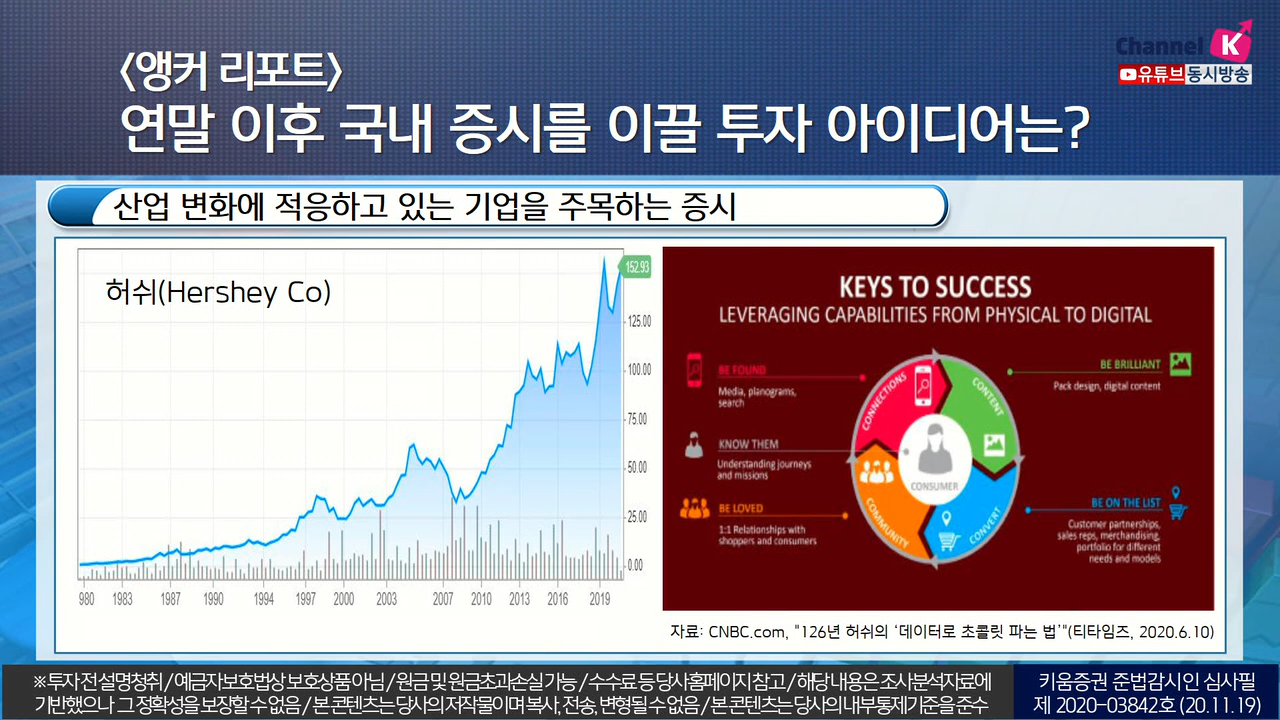 〈앵커 리포트〉
연말 이후 국내 증시를 이끌 투자 아이디어는?
Channel K
유튜브동시방송
산업 변화에 적응하고 있는 기업을 주목하는 증시
허쉬(Hershey Co)
152.93
125.00
100.00
75.00
50.00
25.00
0.00
980 1983 1987 1990 1994 1997 2000 2003 2007 2010 2013 2016 2019
KEYS TO SUCCESS
LEVERAGING CAPABILITIES FROM PHYSICAL TO DIGITAL
BE FOUND
Media, planograms,
search
KNOW THEM
Understanding journeys
and missions
BE LOVED
1:1 Relationships with
shoppers and consumers
CONNECTIONS
CONTENT
CONSUMER
COMMUNITY
CONVERT
BE BRILLIANT
Pack design, digital content
BE ON THE LIST
Customer partnerships,
sales reps, merchandising,
portfolio for different
needs and models
자료: CNBC.com, "126년 허쉬의 ‘데이터로 초콜릿 파는 법’"(티타임즈, 2020.6.10)
※ 투자 전 설명청취 / 예금자보호법상 보호상품 아님 / 원금 및 원금초과손실 가능 / 수수료 등 당사홈페이지 참고 / 해당 내용은 조사분석자료에
기반했으나 그 정확성을 보장할 수 없음 / 본 콘텐츠는 당사의 저작물이며 복사, 전송, 변형될 수 없음 / 본 콘텐츠는 당사의 내부통제기준을 준수
키움증권 준법감시인 심사필
제 2020-03842호 (20.11.19)